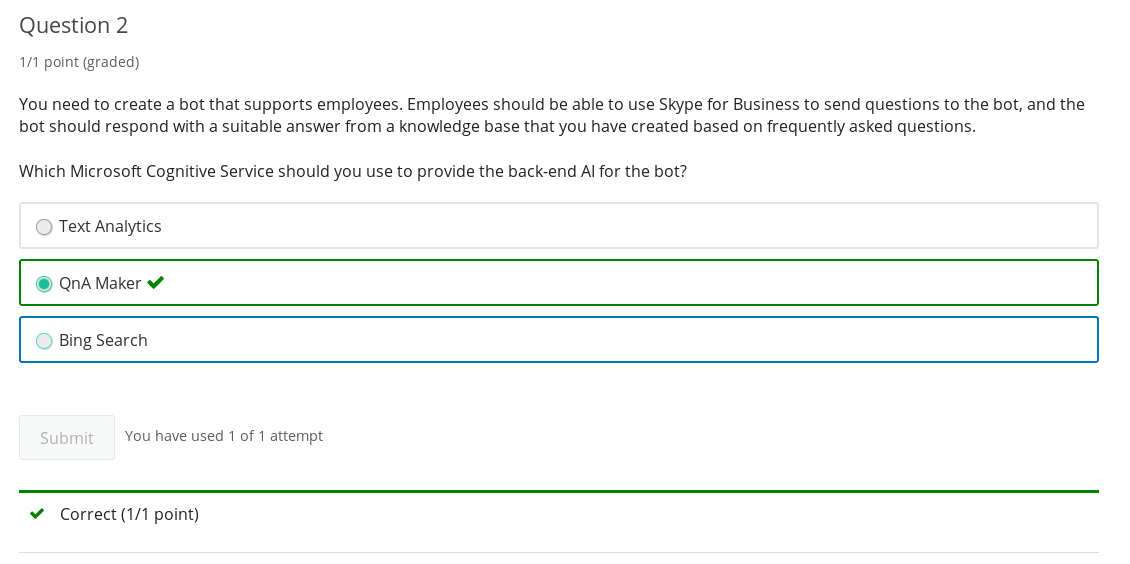 Question 2
1/1 point (graded)
You need to create a bot that supports employees. Employees should be able to use Skype for Business to send questions to the bot, and the
bot should respond with a suitable answer from a knowledge base that you have created based on frequently asked questions.
Which Microsoft Cognitive Service should you use to provide the back-end AI for the bot?
Text Analytics
QnA Maker
Bing Search
Submit You have used 1 of 1 attempt
Correct (1/1 point)